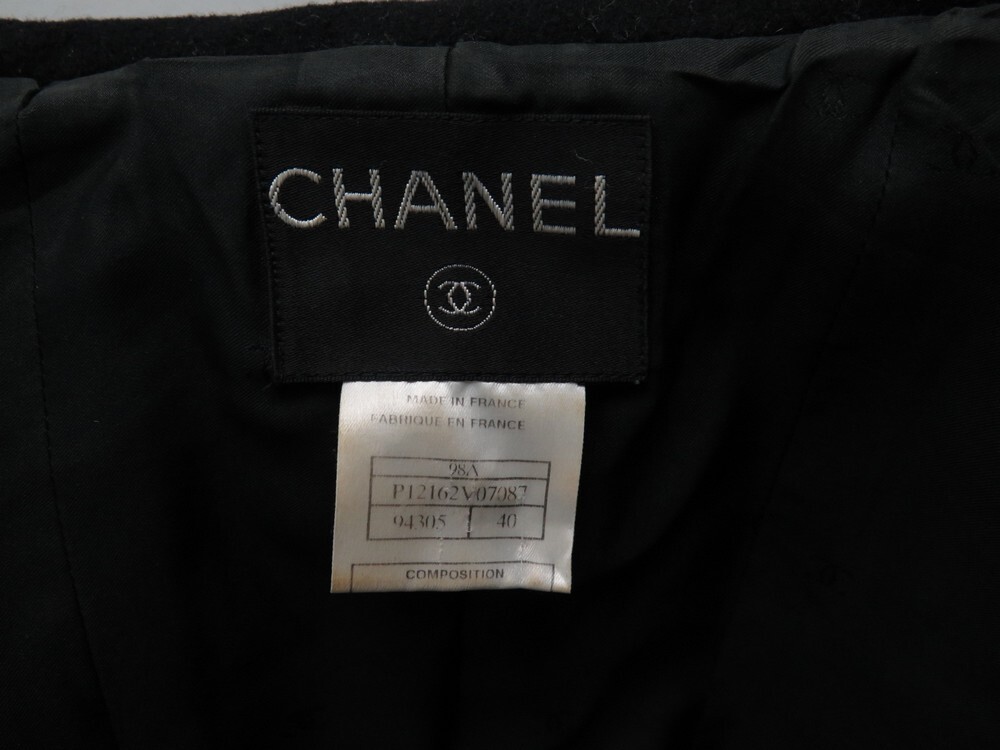 CHANEL
MADE IN FRANCE
FABRIQUE EN FRANCE
98A
P12162V07087
94305 40
COMPOSITION